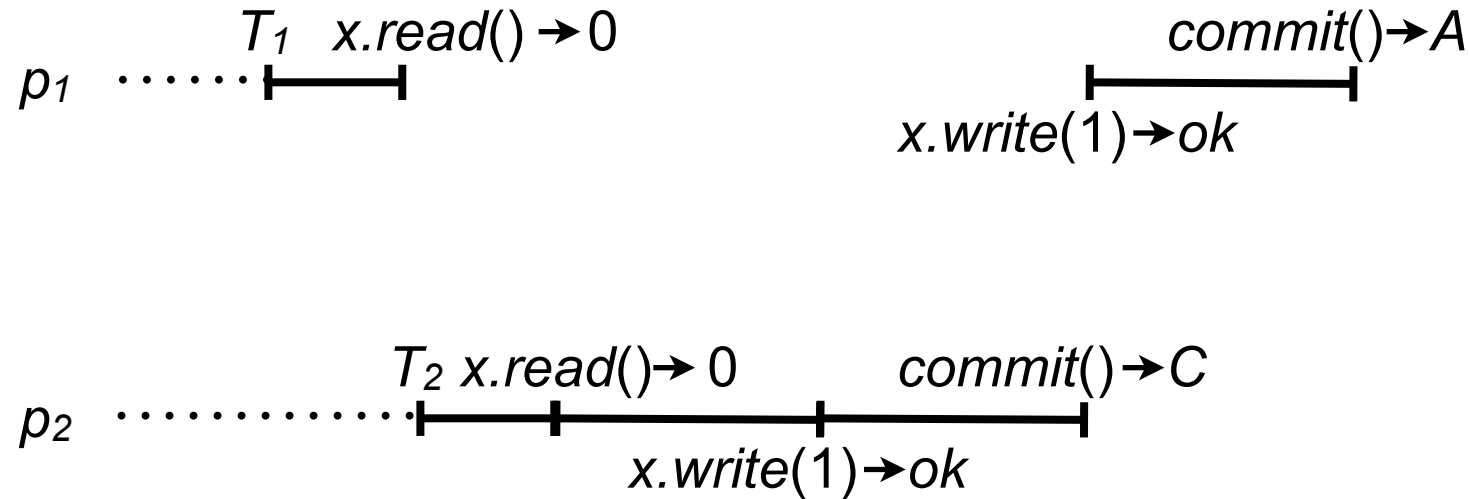 T₁ x.read() → 0 commit() → A
p₁
x.write(1) → ok
T₂ x.read() → 0 commit() → C
p₂
x.write(1) → ok